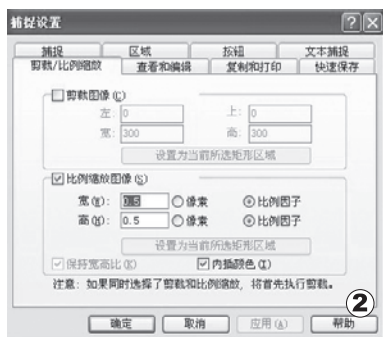 捕捉设置
捕捉 区域 按钮 文本捕捉
剪裁/比例缩放 查看和编辑 复制和打印 快速保存
剪裁图像(C)
左: 0 上: 0
宽: 300 高: 300
设置为当前所选矩形区域
比例缩放图像(S)
宽(W): 0.5 像素 比例因子
高(H): 0.5 像素 比例因子
设置为当前所选矩形区域
保持宽高比(K) 内插颜色(I)
注意: 如果同时选择了剪裁和比例缩放, 将首先执行剪裁。
2
确定 取消 应用(A) 帮助